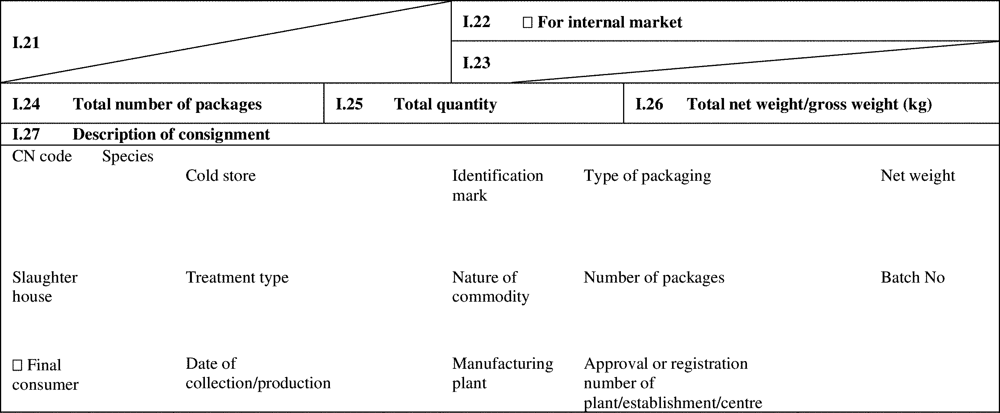 I.21
I.22 □ For internal market
I.23
I.24 Total number of packages
I.25 Total quantity
I.26 Total net weight/gross weight (kg)
I.27 Description of consignment
CN code Species
Cold store
Identification
mark
Type of packaging
Net weight
Slaughter
house
Treatment type
Nature of
commodity
Number of packages
Batch No
□ Final
consumer
Date of
collection/production
Manufacturing
plant
Approval or registration
number of
plant/establishment/centre